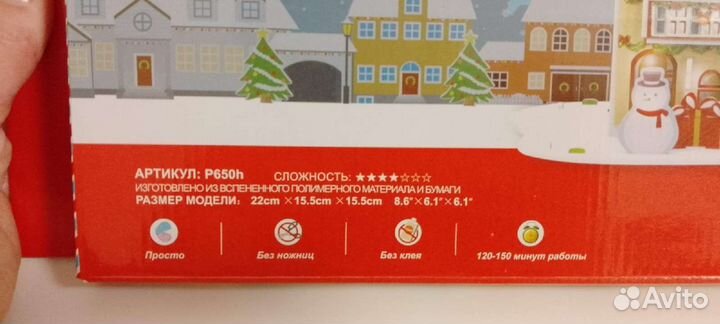 АРТИКУЛ: P650h СЛОЖНОСТЬ: ★★★★☆☆☆
ИЗГОТОВЛЕНО ИЗ ВСПЕНЕННОГО ПОЛИМЕРНОГО МАТЕРИАЛА И БУМАГИ
РАЗМЕР МОДЕЛИ: 22cm ×15.5cm ×15.5cm 8.6"×6.1"×6.1"
Просто Без ножниц Без клея 120-150 минут работы
Avito